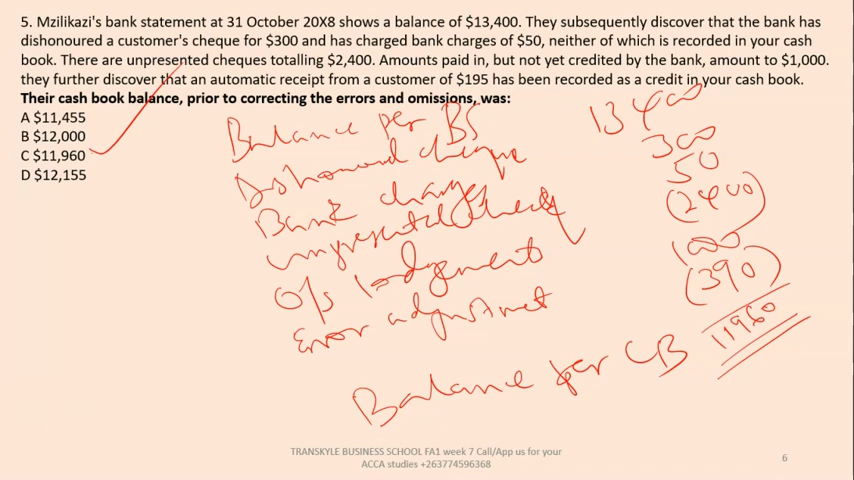 5. Mzilikazi's bank statement at 31 October 20X8 shows a balance of $13,400. They subsequently discover that the bank has
dishonoured a customer's cheque for $300 and has charged bank charges of $50, neither of which is recorded in your cash
book. There are unpresented cheques totalling $2,400. Amounts paid in, but not yet credited by the bank, amount to $1,000.
they further discover that an automatic receipt from a customer of $195 has been recorded as a credit in your cash book.
Their cash book balance, prior to correcting the errors and omissions, was:
A $11,455
B $12,000
C $11,960
D $12,155
Balance per BS 13400
Dishonoured cheque 300
Bank charges 50
unpresented cheques (2400)
O/s lodgments 1000
Error adjustment (390)
Balance per CB 11960
TRANSKYLE BUSINESS SCHOOL FA1 week 7 Call/App us for your
ACCA studies +263774596368
6